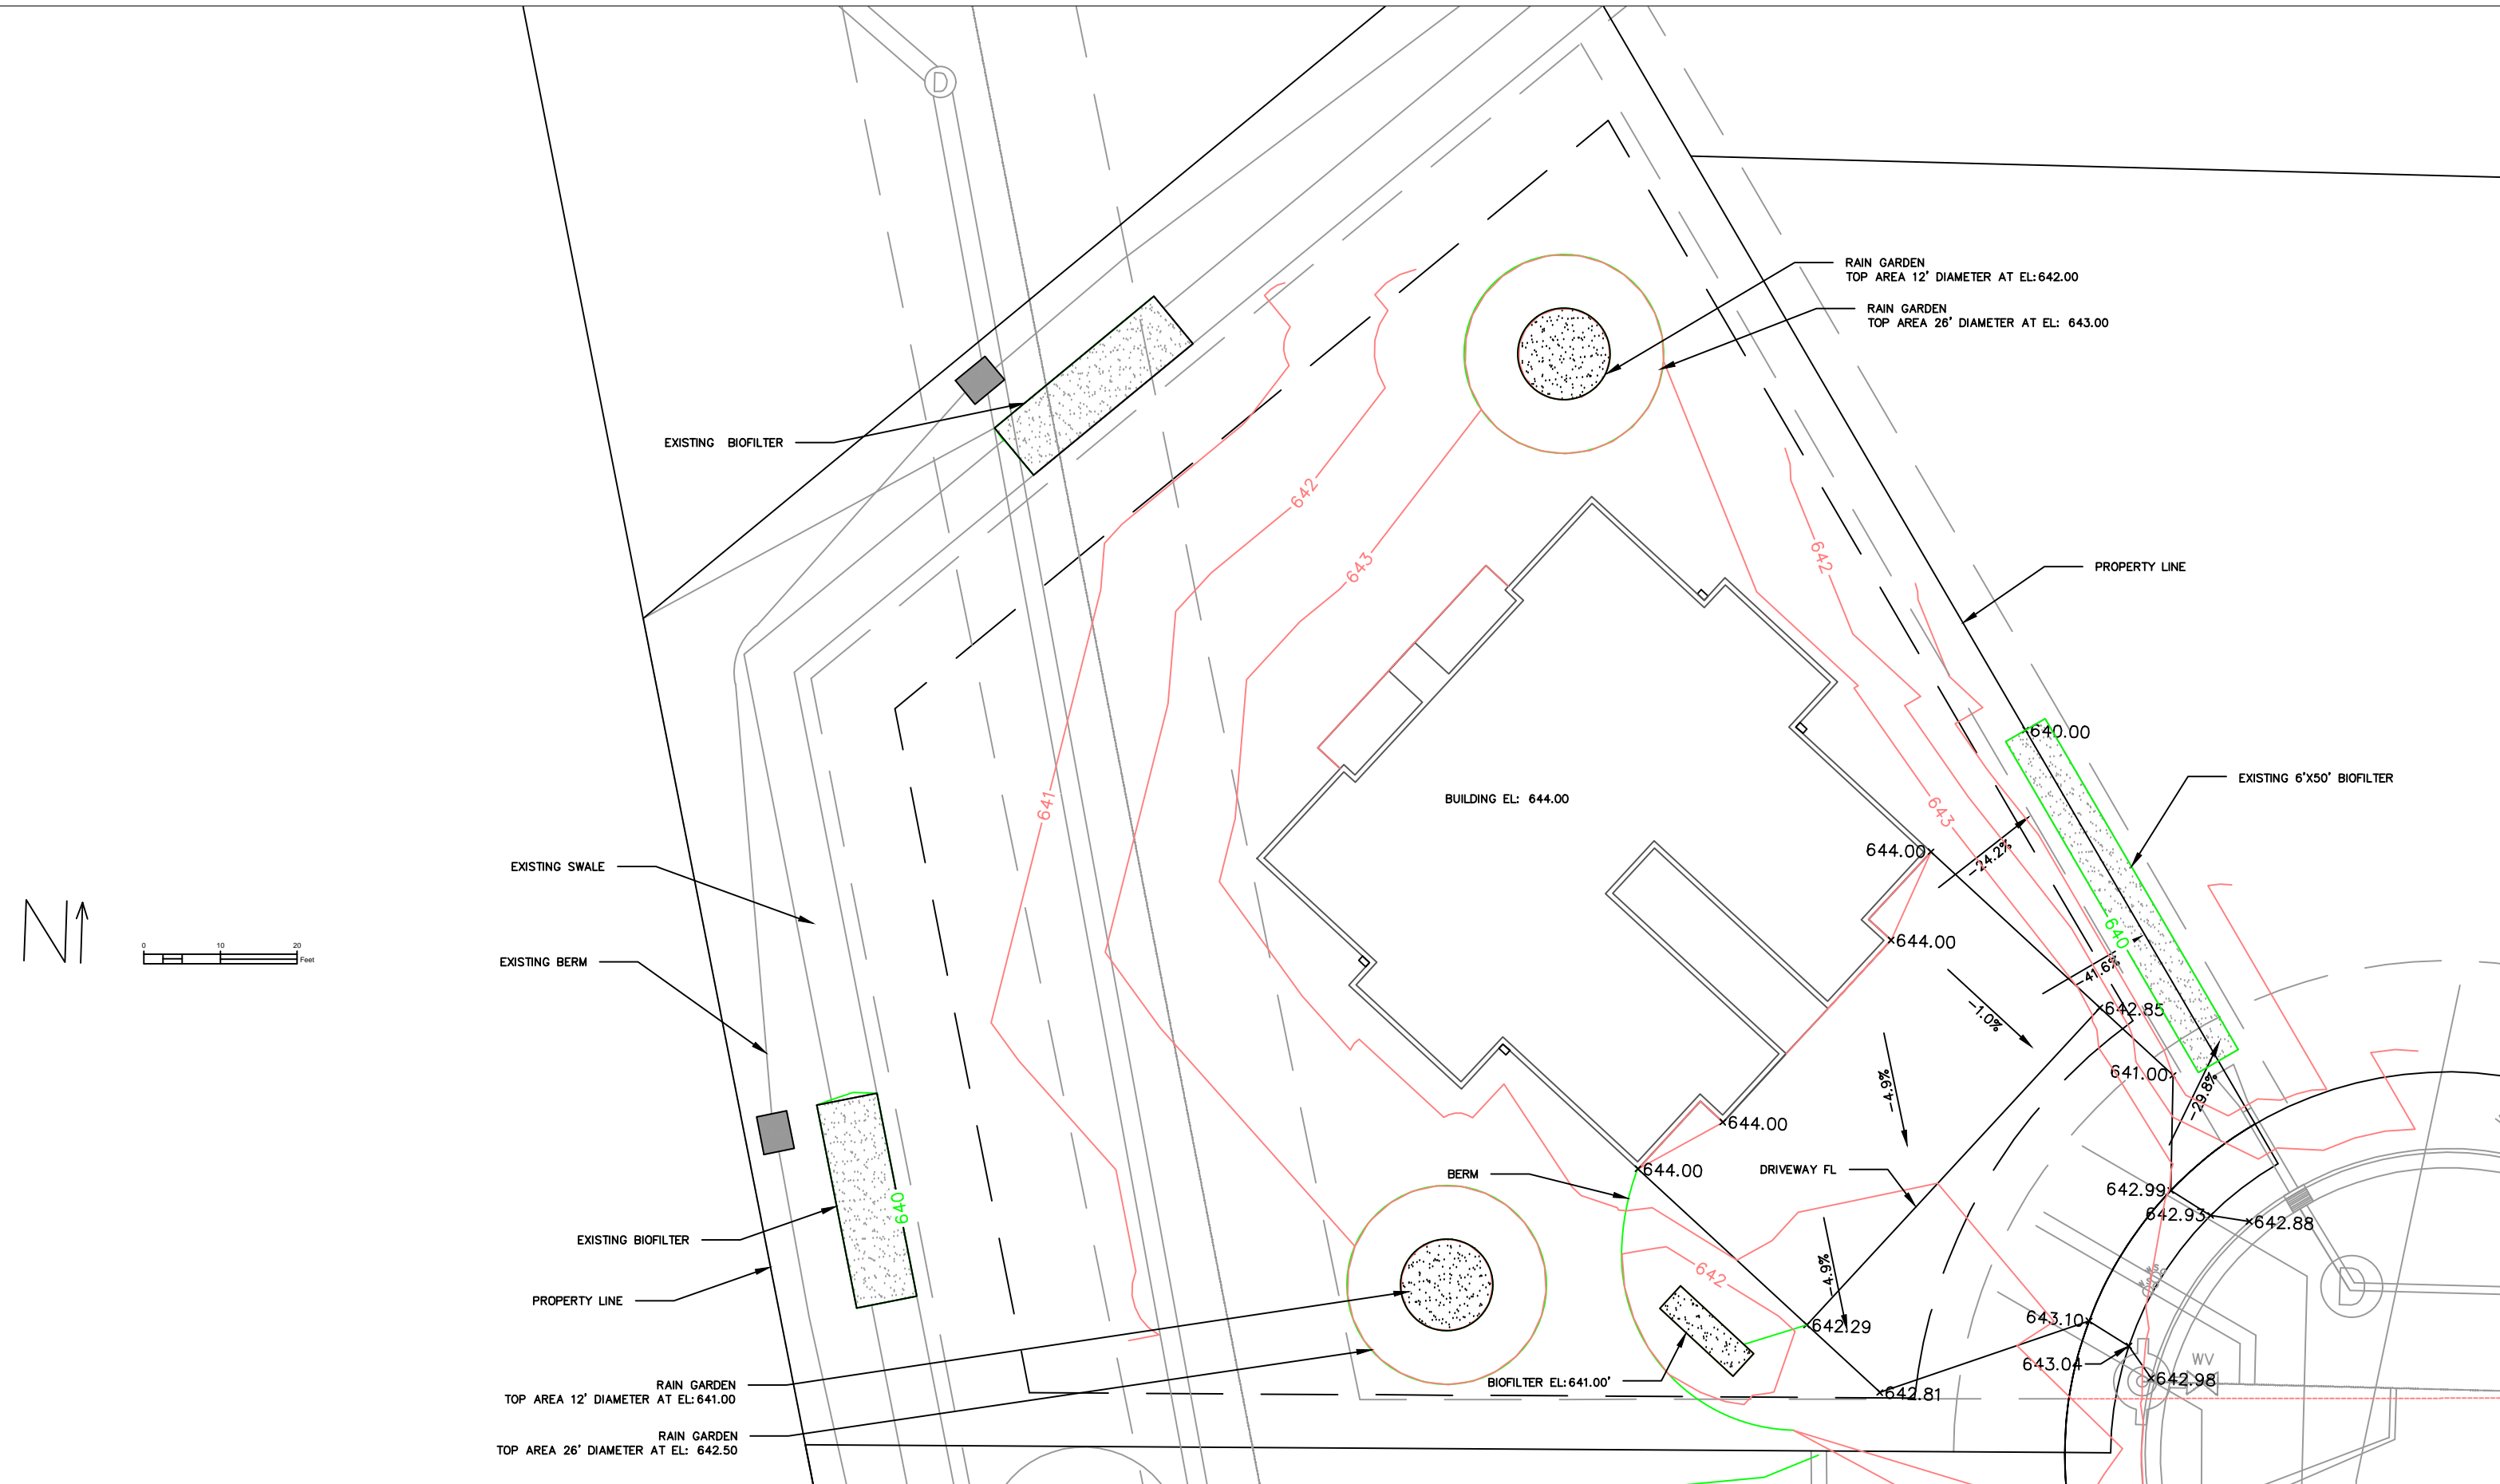 D
RAIN GARDEN
TOP AREA 12' DIAMETER AT EL:642.00
RAIN GARDEN
TOP AREA 26' DIAMETER AT EL: 643.00
EXISTING BIOFILTER
642
643
642
PROPERTY LINE
640.00
EXISTING 6'X50' BIOFILTER
BUILDING EL: 644.00
641
643
644.00
-24.2%
EXISTING SWALE
N
0 10 20
Feet
EXISTING BERM
640
644.00
-41.6%
-1.0%
642.85
641.00
-4.9%
-29.8%
644.00
644.00
BERM
DRIVEWAY FL
642.99
642.93
642.88
640
EXISTING BIOFILTER
642
-4.9%
PROPERTY LINE
D
643.10
642.29
643.04
WV
642.98
BIOFILTER EL:641.00'
642.81
RAIN GARDEN
TOP AREA 12' DIAMETER AT EL:641.00
RAIN GARDEN
TOP AREA 26' DIAMETER AT EL: 642.50